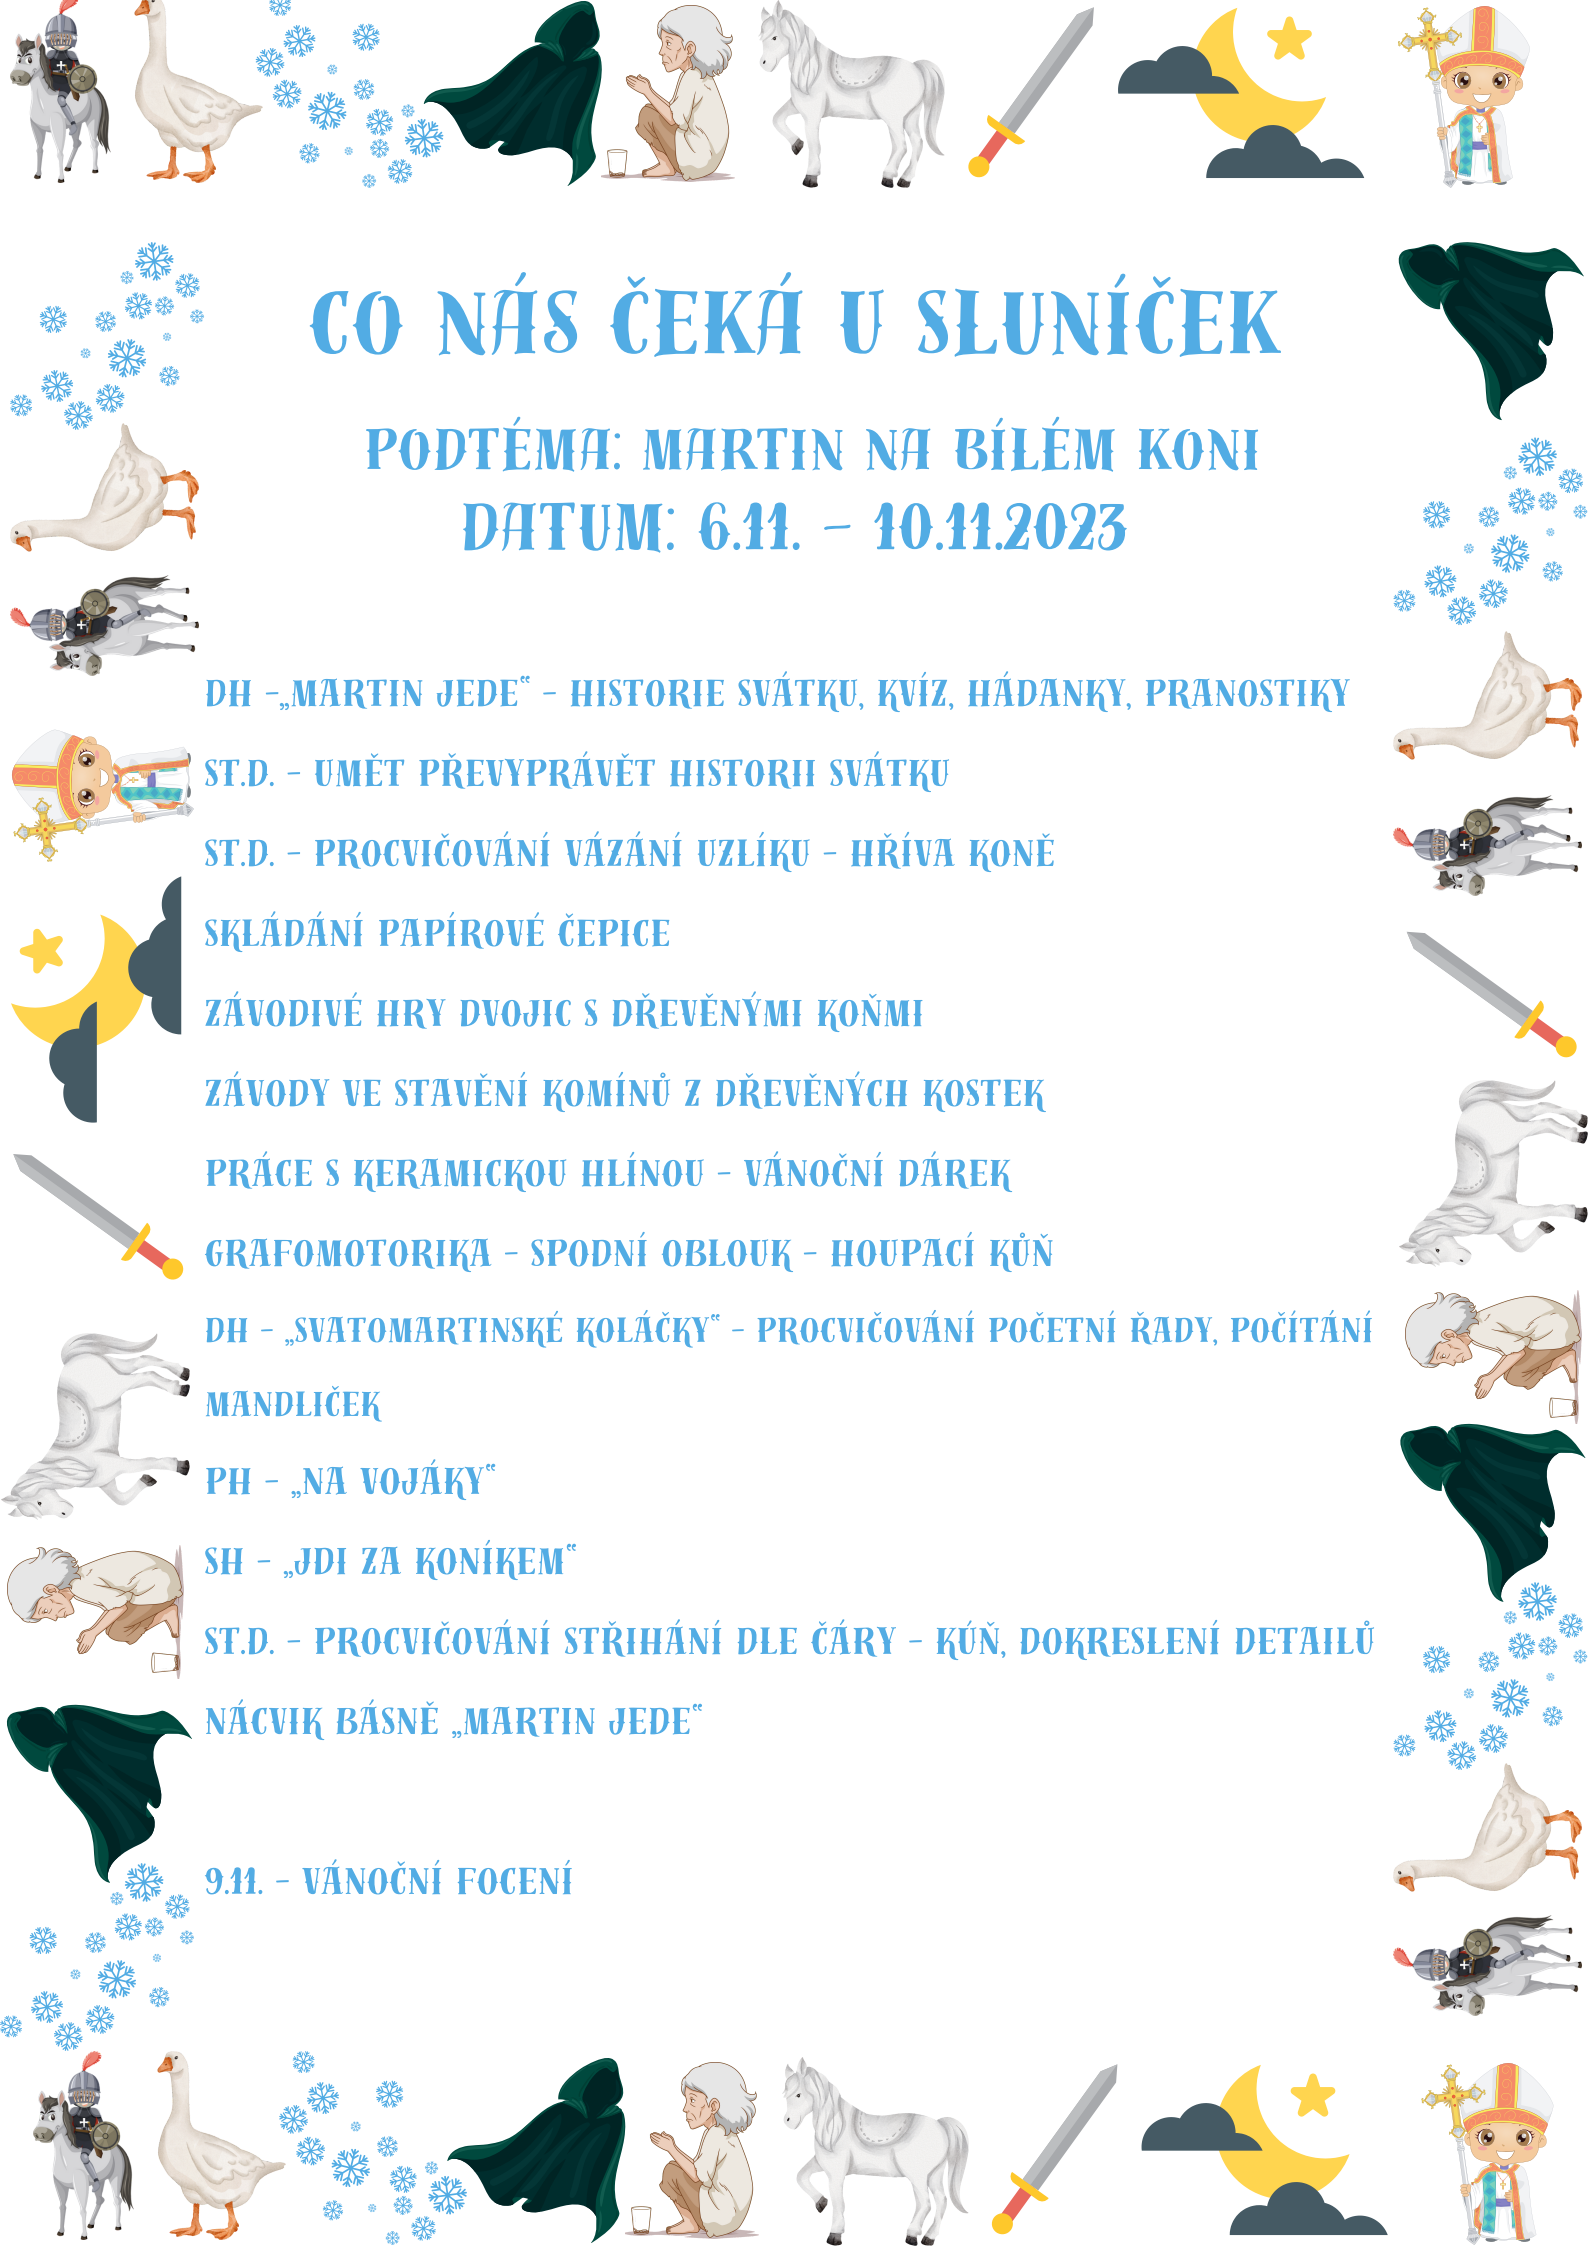 CO NÁS ČEKÁ U SLUNÍČEK
PODTÉMA: MARTIN NA BÍLÉM KONI
DATUM: 6.11. – 10.11.2023
DH –„MARTIN JEDE“ – HISTORIE SVÁTKU, KVÍZ, HÁDANKY, PRANOSTIKY
ST.D. – UMĚT PŘEVYPRÁVĚT HISTORII SVÁTKU
ST.D. – PROCVIČOVÁNÍ VÁZÁNÍ UZLÍKU – HŘÍVA KONĚ
SKLÁDÁNÍ PAPÍROVÉ ČEPICE
ZÁVODIVÉ HRY DVOJIC S DŘEVĚNÝMI KOŇMI
ZÁVODY VE STAVĚNÍ KOMÍNŮ Z DŘEVĚNÝCH KOSTEK
PRÁCE S KERAMICKOU HLÍNOU – VÁNOČNÍ DÁREK
GRAFOMOTORIKA – SPODNÍ OBLOUK – HOUPACÍ KŮŇ
DH – „SVATOMARTINSKÉ KOLÁČKY“ – PROCVIČOVÁNÍ POČETNÍ ŘADY, POČÍTÁNÍ
MANDLIČEK
PH – „NA VOJÁKY“
SH – „JDI ZA KONÍKEM“
ST.D. – PROCVIČOVÁNÍ STŘIHÁNÍ DLE ČÁRY – KÚŇ, DOKRESLENÍ DETAILŮ
NÁCVIK BÁSNĚ „MARTIN JEDE“
9.11. – VÁNOČNÍ FOCENÍ